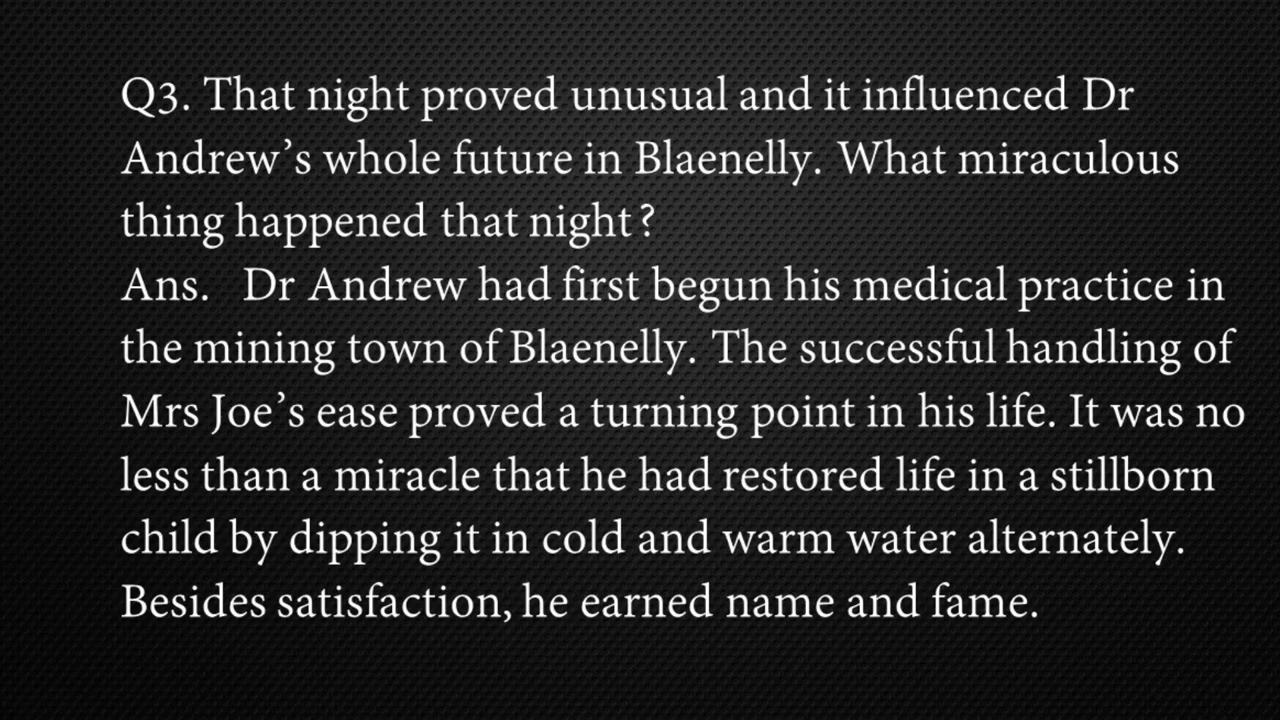 Q3. That night proved unusual and it influenced Dr
Andrew’s whole future in Blaenelly. What miraculous
thing happened that night?
Ans. Dr Andrew had first begun his medical practice in
the mining town of Blaenelly. The successful handling of
Mrs Joe’s ease proved a turning point in his life. It was no
less than a miracle that he had restored life in a stillborn
child by dipping it in cold and warm water alternately.
Besides satisfaction, he earned name and fame.